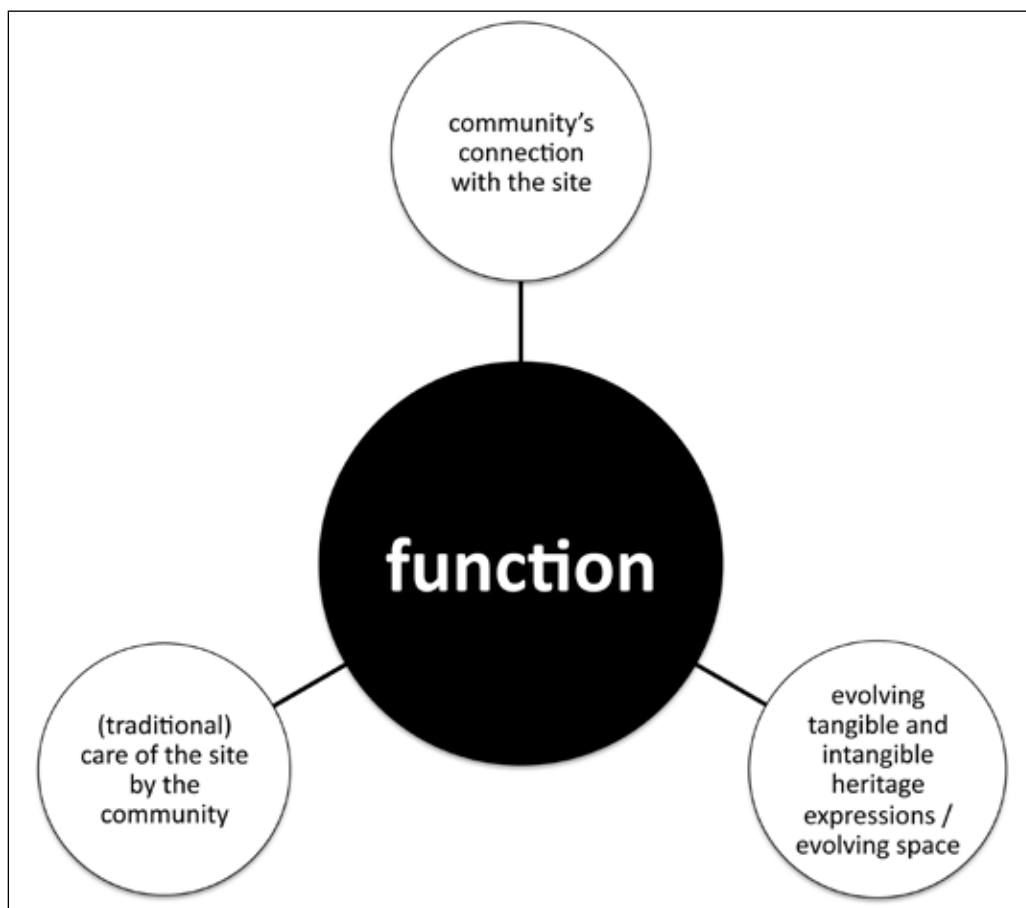 community’s
connection
with the site
function
(traditional)
care of the site
by the
community
evolving
tangible and
intangible
heritage
expressions /
evolving space